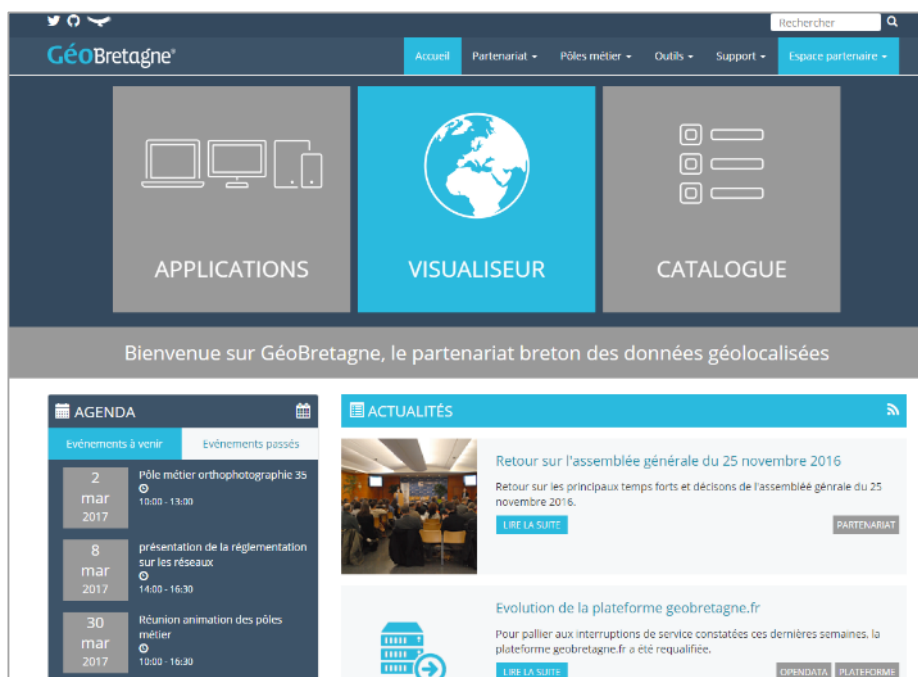 Rechercher
GéoBretagne®
Accueil Partenariat Pôles métier Outils Support Espace partenaire
APPLICATIONS VISUALISEUR CATALOGUE
Bienvenue sur GéoBretagne, le partenariat breton des données géolocalisées
AGENDA
Evénements à venir Evénements passés
2 mar 2017
Pôle métier orthophotographie 35
10:00 - 13:00
8 mar 2017
présentation de la réglementation
sur les réseaux
14:00 - 16:30
30 mar 2017
Réunion animation des pôles
métier
10:00 - 16:30
ACTUALITÉS
Retour sur l'assemblée générale du 25 novembre 2016
Retour sur les principaux temps forts et décisons de l'assembléé génrale du 25
novembre 2016.
LIRE LA SUITE PARTENARIAT
Evolution de la plateforme geobretagne.fr
Pour pallier aux interruptions de service constatées ces dernières semaines, la
plateforme geobretagne.fr a été requalifiée.
LIRE LA SUITE OPENDATA PLATEFORME